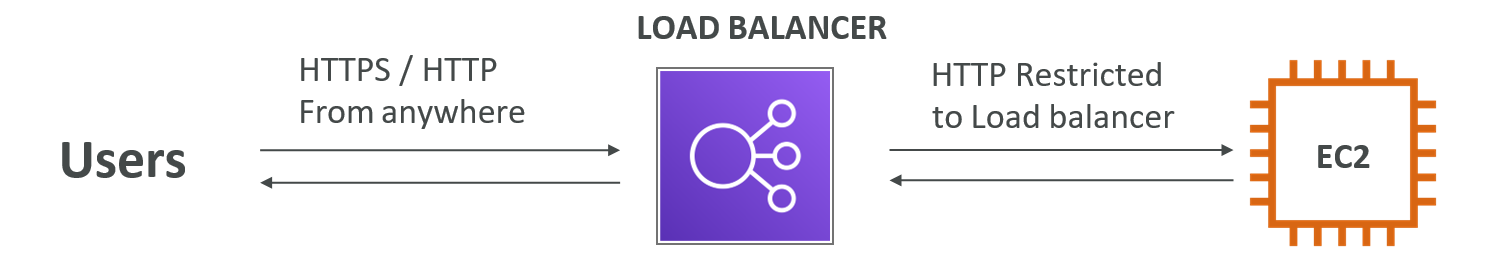 LOAD BALANCER
HTTPS / HTTP
From anywhere
HTTP Restricted
to Load balancer
Users
EC2